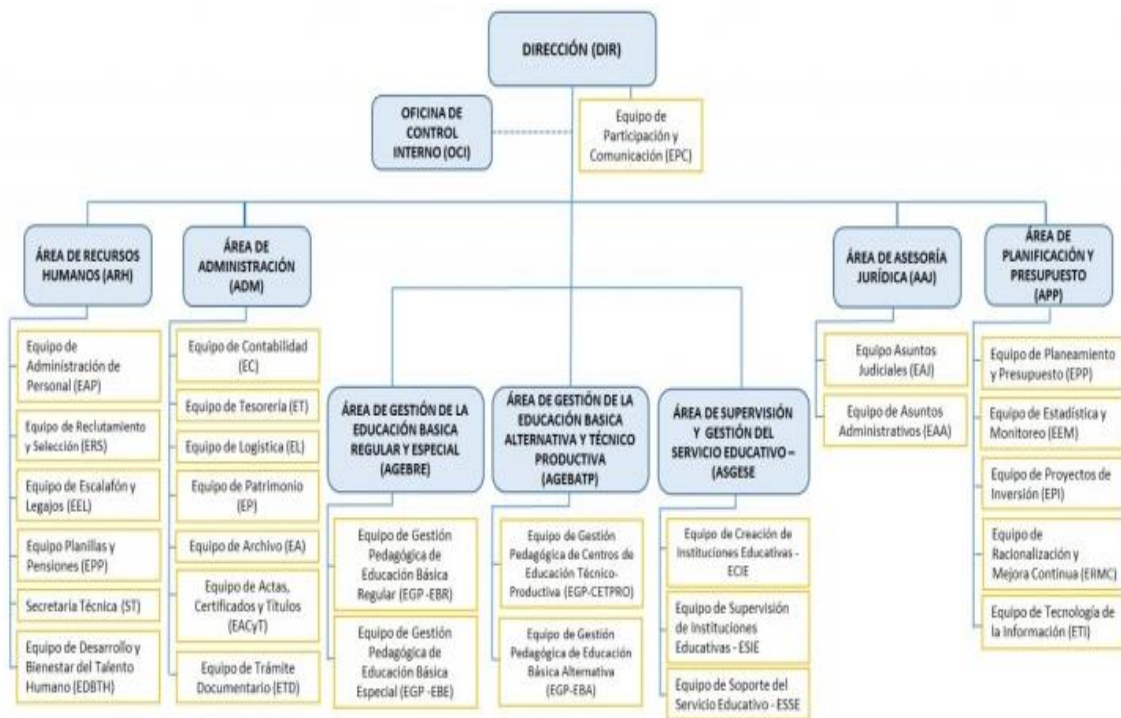 DIRECCIÓN (DIR)
OFICINA DE
CONTROL
INTERNO (OCI)
Equipo de
Participación y
Comunicación (EPC)
ÁREA DE RECURSOS
HUMANOS (ARH)
Equipo de
Administración de
Personal (EAP)
Equipo de Reclutamiento
y Selección (ERS)
Equipo de Escalafón y
Legajos (EEL)
Equipo Planillas y
Pensiones (EPP)
Secretaria Técnica (ST)
Equipo de Desarrollo y
Bienestar del Talento
Humano (EDBTH)
ÁREA DE
ADMINISTRACIÓN
(ADM)
Equipo de Contabilidad
(EC)
Equipo de Tesorería (ET)
Equipo de Logística (EL)
Equipo de Patrimonio
(EP)
Equipo de Archivo (EA)
Equipo de Actas,
Certificados y Títulos
(EACyT)
Equipo de Trámite
Documentario (ETD)
ÁREA DE GESTIÓN DE LA
EDUCACIÓN BASICA
REGULAR Y ESPECIAL
(AGEBRE)
Equipo de Gestión
Pedagógica de
Educación Básica
Regular (EGP -EBR)
Equipo de Gestión
Pedagógica de
Educación Básica
Especial (EGP -EBE)
ÁREA DE GESTIÓN DE LA
EDUCACIÓN BASICA
ALTERNATIVA Y TÉCNICO
PRODUCTIVA
(AGEBATP)
Equipo de Gestión
Pedagógica de Centros de
Educación Técnico-
Productiva (EGP-CETPRO)
Equipo de Gestión
Pedagógica de Educación
Básica Alternativa
(EGP-EBA)
ÁREA DE SUPERVISIÓN
Y GESTIÓN DEL
SERVICIO EDUCATIVO –
(ASGESE
Equipo de Creación de
Instituciones Educativas -
ECIE
Equipo de Supervisión
de Instituciones
Educativas - ESIE
Equipo de Soporte del
Servicio Educativo - ESSE
ÁREA DE ASESORÍA
JURÍDICA (AAJ)
Equipo Asuntos
Judiciales (EAJ)
Equipo de Asuntos
Administrativos (EAA)
ÁREA DE
PLANIFICACIÓN Y
PRESUPUESTO
(APP)
Equipo de Planeamiento
y Presupuesto (EPP)
Equipo de Estadística y
Monitoreo (EEM)
Equipo de Proyectos de
Inversión (EPI)
Equipo de
Racionalización y
Mejora Continua (ERMC)
Equipo de Tecnología de
la Información (ETI)